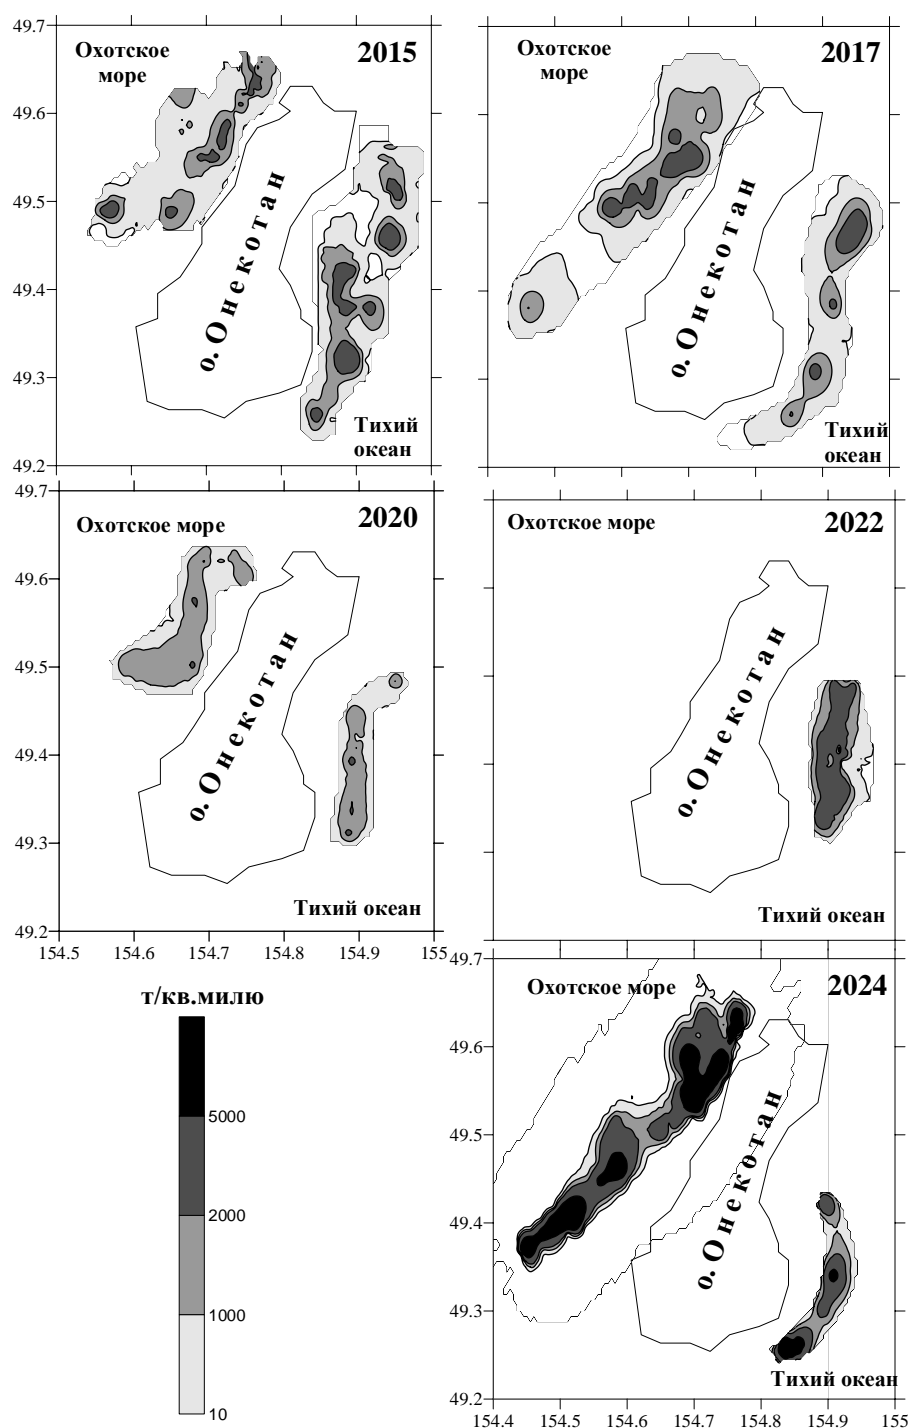 49.7
49.6
49.5
49.4
49.3
49.2
Охотское
море
2015
о. Онекотан
Тихий
океан
Охотское
море
2017
о. Онекотан
Тихий
океан
49.7
49.6
49.5
49.4
49.3
49.2
Охотское море
2020
о. Онекотан
Тихий океан
154.5 154.6 154.7 154.8 154.9 155
Охотское море
2022
о. Онекотан
Тихий океан
т/кв.милю
5000
2000
1000
10
49.7
49.6
49.5
49.4
49.3
49.2
Охотское море
2024
о. Онекотан
Тихий океан
154.4 154.5 154.6 154.7 154.8 154.9 155